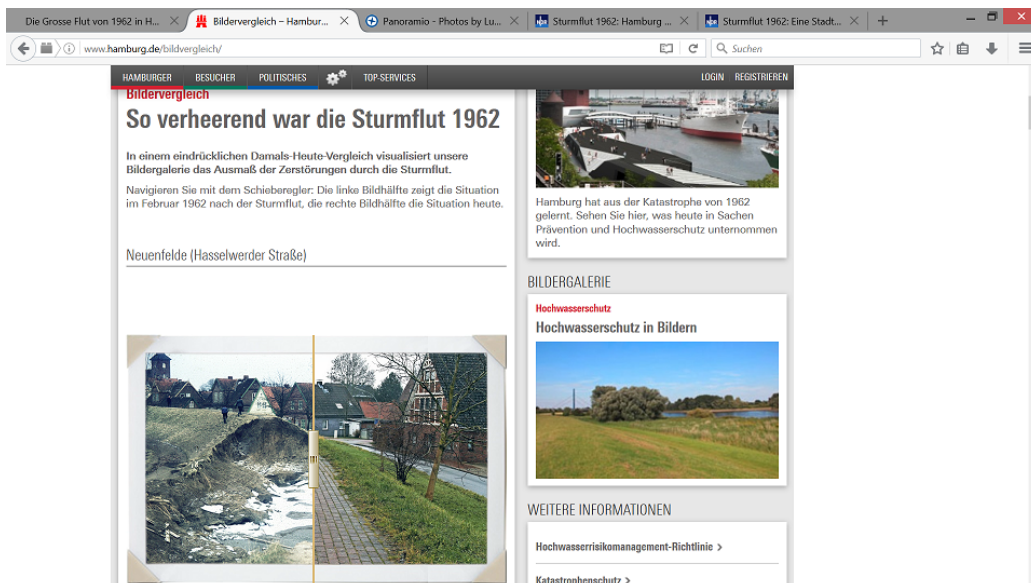 Die Grosse Flut von 1962 in H...
Bildervergleich – Hambur...
Panoramio - Photos by Lu...
Sturmflut 1962: Hamburg ...
Sturmflut 1962: Eine Stadt...
www.hamburg.de/bildvergleich/
Suchen
HAMBURGER BESUCHER POLITISCHES TOP-SERVICES LOGIN REGISTRIEREN
Bildervergleich
So verheerend war die Sturmflut 1962
In einem eindrücklichen Damals-Heute-Vergleich visualisiert unsere
Bildergalerie das Ausmaß der Zerstörungen durch die Sturmflut.
Navigieren Sie mit dem Schieberegler: Die linke Bildhälfte zeigt die Situation
im Februar 1962 nach der Sturmflut, die rechte Bildhälfte die Situation heute.
Neuenfelde (Hasselwerder Straße)
Hamburg hat aus der Katastrophe von 1962
gelernt. Sehen Sie hier, was heute in Sachen
Prävention und Hochwasserschutz unternommen
wird.
BILDERGALERIE
Hochwasserschutz
Hochwasserschutz in Bildern
WEITERE INFORMATIONEN
Hochwasserrisikomanagement-Richtlinie >
Katastrophenschutz >